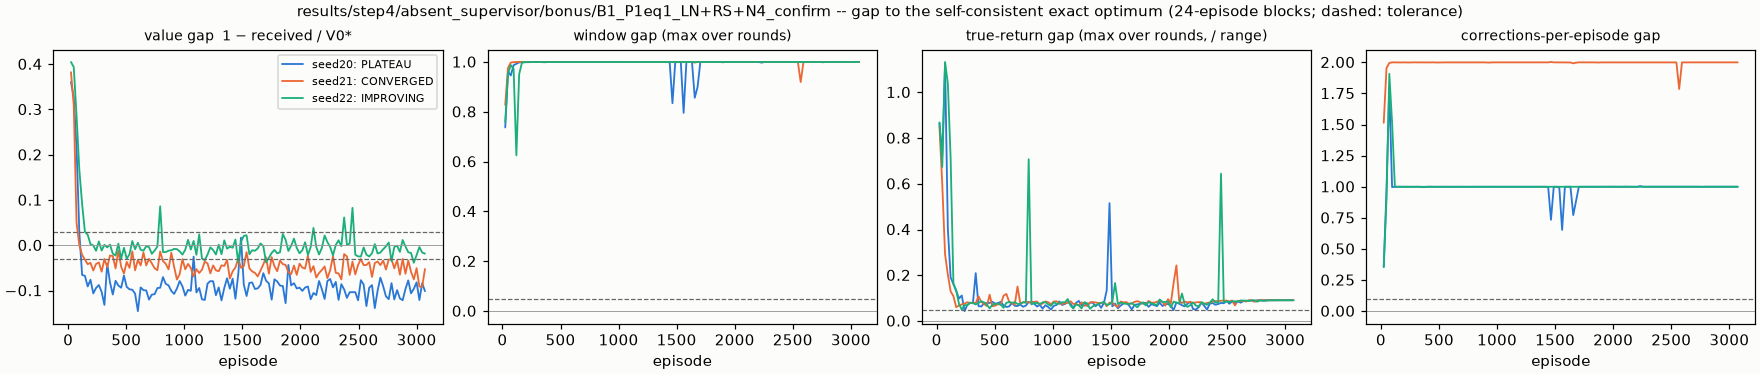 results/step4/absent_supervisor/bonus/B1_P1eq1_LN+RS+N4_confirm -- gap to the self-consistent exact optimum (24-episode blocks; dashed: tolerance)
value gap 1 − received / V0*
0.4
0.3
0.2
0.1
0.0
−0.1
0 500 1000 1500 2000 2500 3000
episode
seed20: PLATEAU
seed21: CONVERGED
seed22: IMPROVING
window gap (max over rounds)
1.0
0.8
0.6
0.4
0.2
0.0
0 500 1000 1500 2000 2500 3000
episode
true-return gap (max over rounds, / range)
1.0
0.8
0.6
0.4
0.2
0.0
0 500 1000 1500 2000 2500 3000
episode
corrections-per-episode gap
2.00
1.75
1.50
1.25
1.00
0.75
0.50
0.25
0.00
0 500 1000 1500 2000 2500 3000
episode